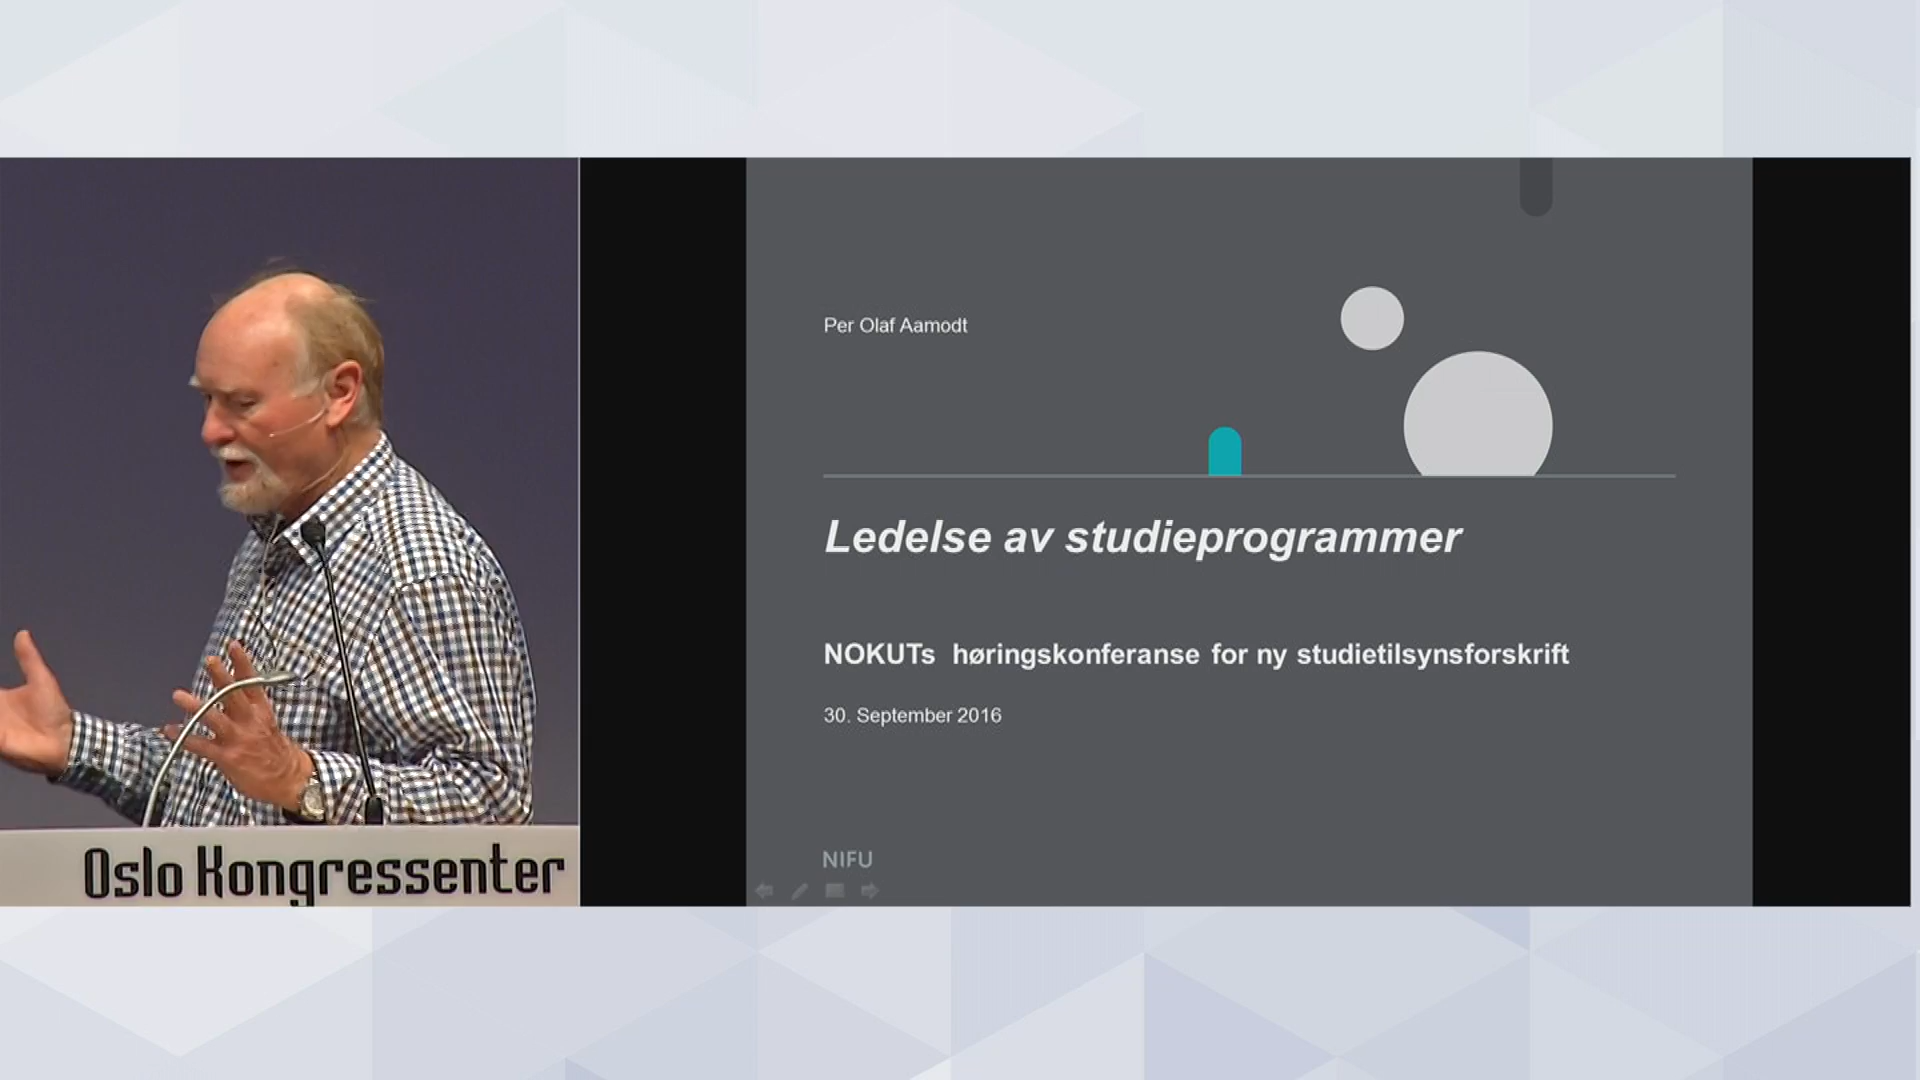 Per Olaf Aamodt
Ledelse av studieprogrammer
NOKUTs høringskonferanse for ny studietilsynsforskrift
30. September 2016
NIFU
Oslo Kongressenter